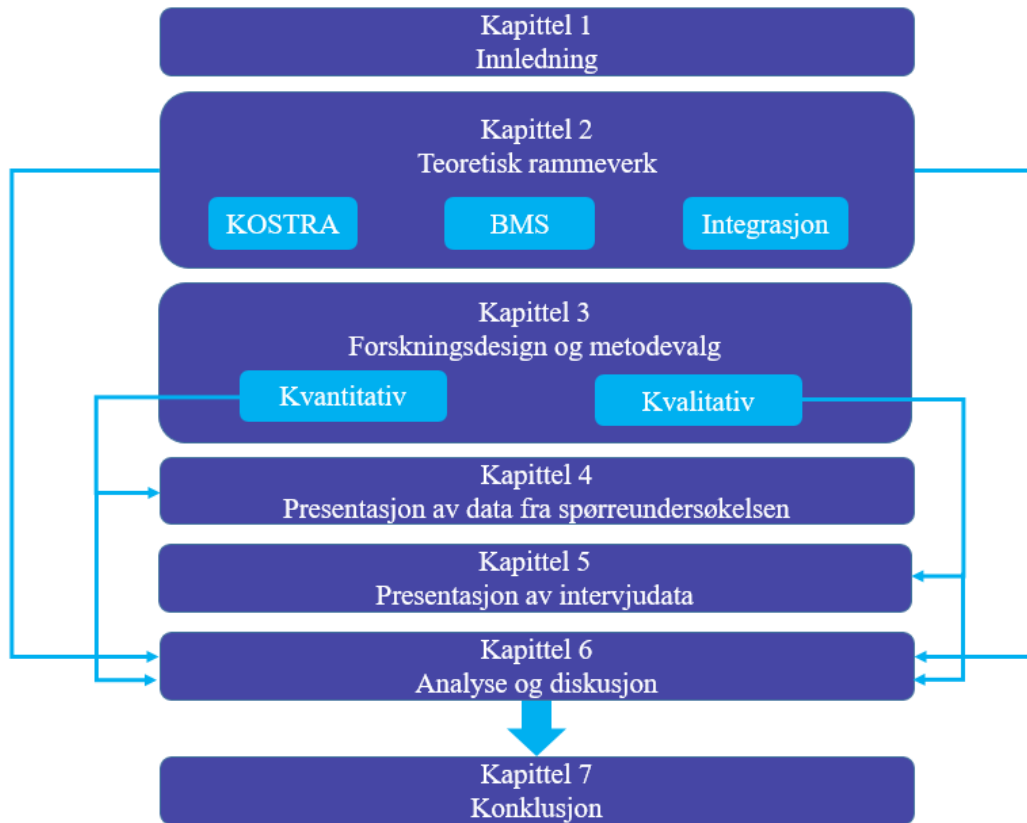 Kapittel 1
Innledning
Kapittel 2
Teoretisk rammeverk
KOSTRA
BMS
Integrasjon
Kapittel 3
Forskningsdesign og metodevalg
Kvantitativ
Kvalitativ
Kapittel 4
Presentasjon av data fra spørreundersøkelsen
Kapittel 5
Presentasjon av intervjudata
Kapittel 6
Analyse og diskusjon
Kapittel 7
Konklusjon